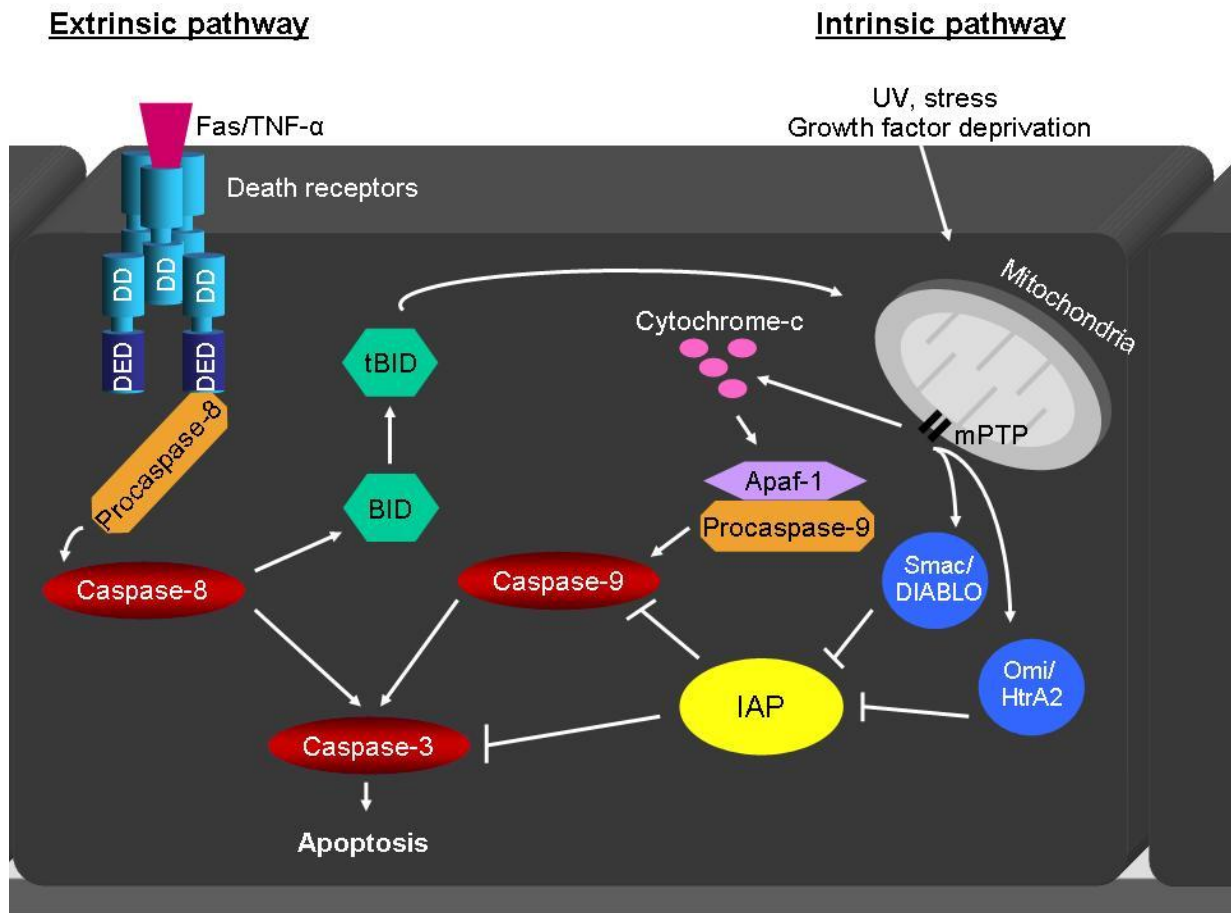 Extrinsic pathway
Intrinsic pathway
UV, stress
Growth factor deprivation
Fas/TNF-α
Death receptors
DD
DD
DD
DED
DED
Mitochondria
Cytochrome-c
tBID
mPTP
Procaspase-8
Apaf-1
BID
Procaspase-9
Caspase-8
Caspase-9
Smac/
DIABLO
Omi/
HtrA2
IAP
Caspase-3
Apoptosis